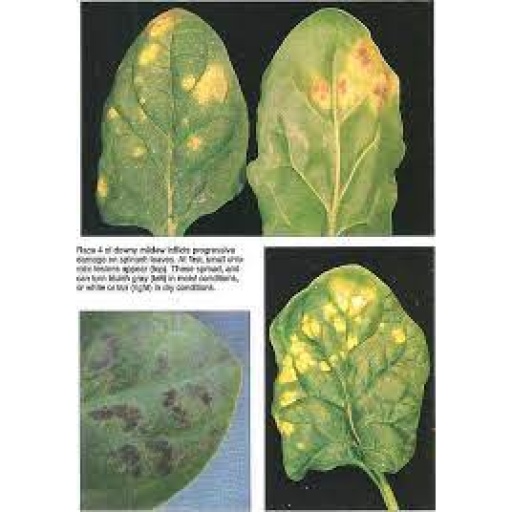 Race 4 of downy mildew inflicts progressive
damage on spinach leaves. At first, small chlo-
rotic lesions appear (top). These spread, and
can turn bluish gray (left) in moist conditions,
or white or tan (right) in dry conditions.